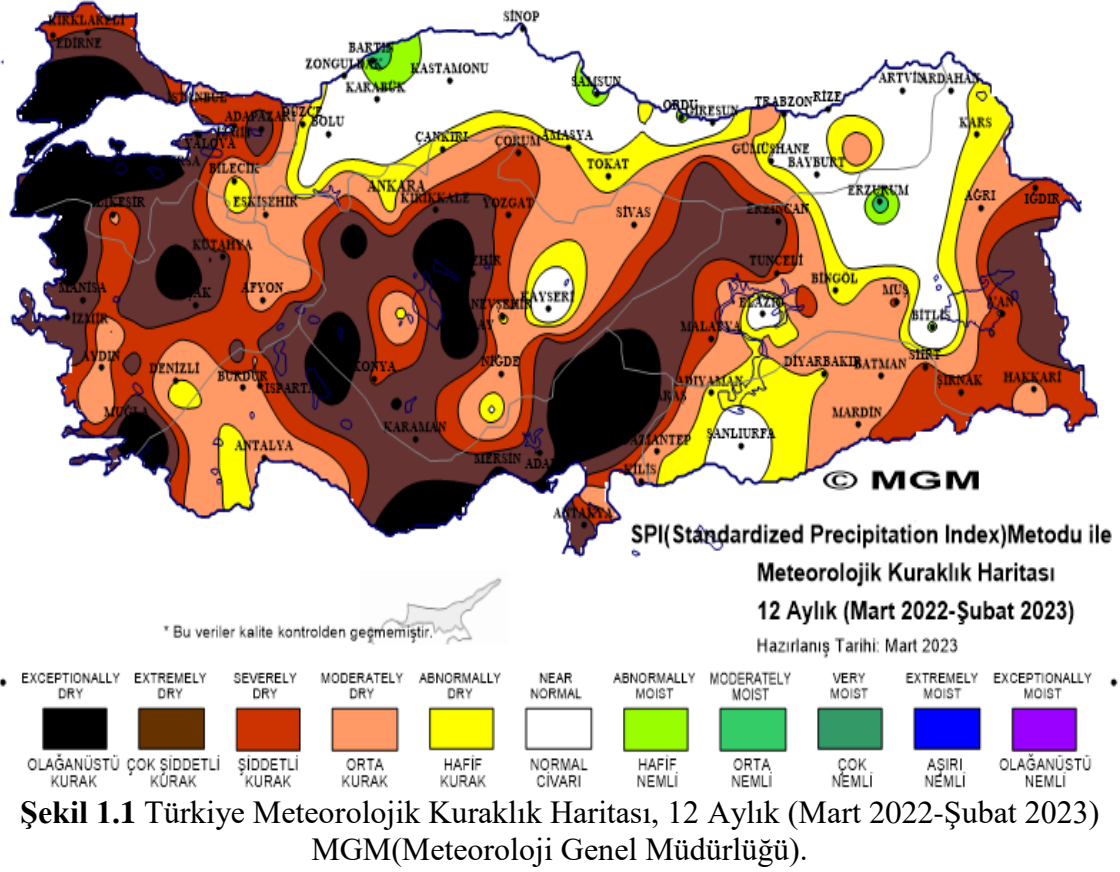 SİNOP
KIRKLARELİ
EDİRNE
BARTIN
ZONGULDAK
KASTAMONU
KARABÜK
SAMSUN
ARTVİN
ARDAHAN
İSTANBUL
ADAPAZARI
DÜZCE
BOLU
ORDU
GİRESUN
TRABZON
RİZE
KARS
YALOVA
ÇANKIRI
ÇORUM
AMASYA
TOKAT
GÜMÜŞHANE
BAYBURT
BİLECİK
ANKARA
KIRIKKALE
YOZGAT
SİVAS
ERZİNCAN
ERZURUM
AĞRI
IĞDIR
ESKİŞEHİR
KÜTAHYA
AFYON
MANİSA
İZMİR
KAYSERİ
NEVŞEHİR
TUNCELİ
BİNGÖL
MUŞ
ELAZIĞ
BİTLİS
VAN
MALATYA
AYDIN
DENİZLİ
BURDUR
ISPARTA
KONYA
NİĞDE
DİYARBAKIR
BATMAN
SİİRT
ŞIRNAK
HAKKARİ
ADIYAMAN
MUĞLA
ANTALYA
KARAMAN
MERSİN
GAZİANTEP
ŞANLIURFA
MARDİN
KİLİS
ANTAKYA
© MGM
SPI(Standardized Precipitation Index)Metodu ile
Meteorolojik Kuraklık Haritası
12 Aylık (Mart 2022-Şubat 2023)
Hazırlanış Tarihi: Mart 2023
* Bu veriler kalite kontrolden geçmemiştir.
EXCEPTIONALLY DRY EXTREMELY DRY SEVERELY DRY MODERATELY DRY ABNORMALLY DRY NEAR NORMAL ABNORMALLY MOIST MODERATELY MOIST VERY MOIST EXTREMELY MOIST EXCEPTIONALLY MOIST
OLAĞANÜSTÜ KURAK ÇOK ŞİDDETLİ KURAK ŞİDDETLİ KURAK ORTA KURAK HAFİF KURAK NORMAL CİVARI HAFİF NEMLİ ORTA NEMLİ ÇOK NEMLİ AŞIRI NEMLİ OLAĞANÜSTÜ NEMLİ
Şekil 1.1 Türkiye Meteorolojik Kuraklık Haritası, 12 Aylık (Mart 2022-Şubat 2023)
MGM(Meteoroloji Genel Müdürlüğü).